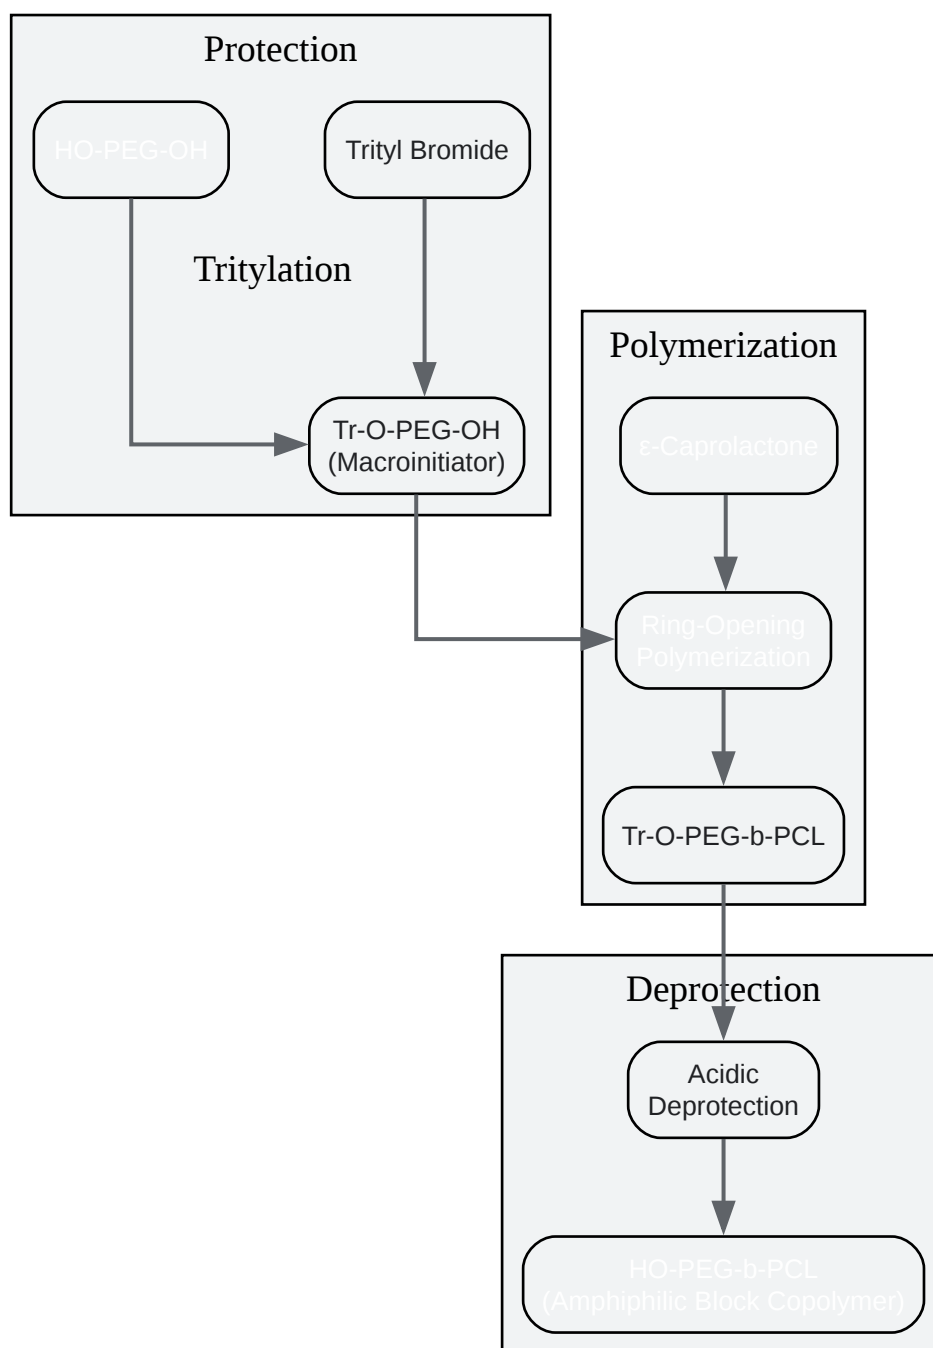 Protection
HO-PEG-OH
Trityl Bromide
Tritylation
Tr-O-PEG-OH
(Macroinitiator)
Polymerization
ε-Caprolactone
Ring-Opening
Polymerization
Tr-O-PEG-b-PCL
Deprotection
Acidic
Deprotection
HO-PEG-b-PCL
(Amphiphilic Block Copolymer)